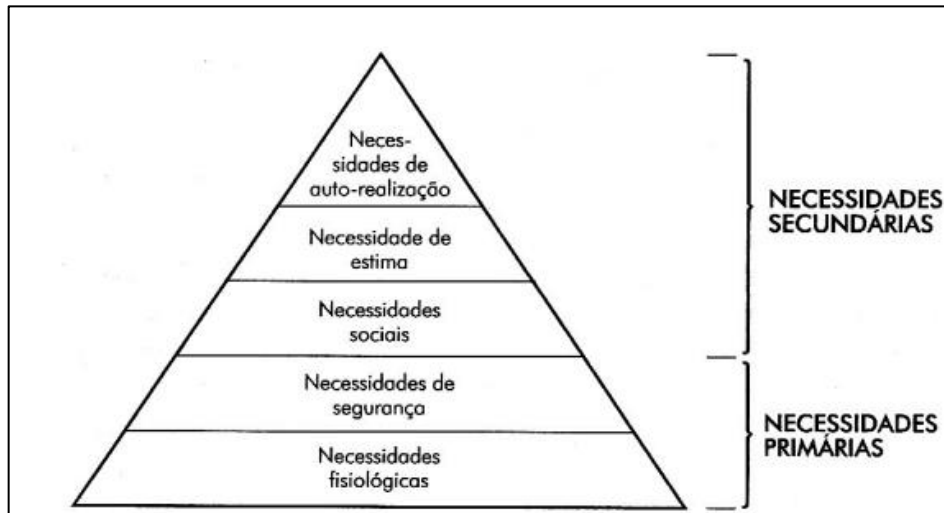 Neces-
sidades de
auto-realização
Necessidade de
estima
Necessidades
sociais
Necessidades de
segurança
Necessidades
fisiológicas
NECESSIDADES
SECUNDÁRIAS
NECESSIDADES
PRIMÁRIAS